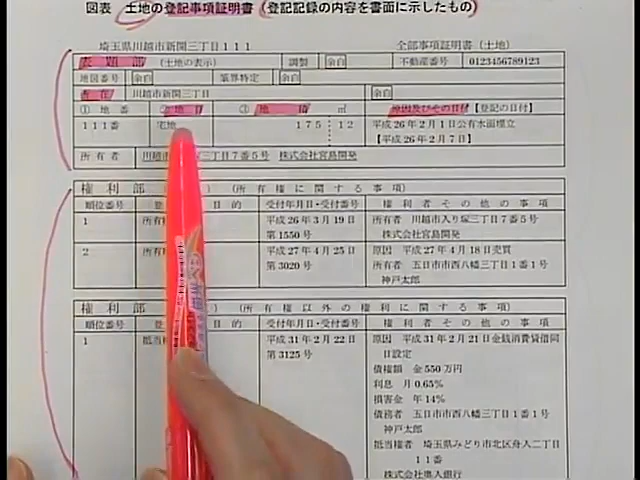 図表 土地の登記事項証明書(登記記録の内容を書面に示したもの)
埼玉県川越市新開三丁目111 全部事項証明書(土地)
表題部 (土地の表示) 調製 余白 不動産番号 0123456789123
地図番号 余白 筆界特定 余白
所在 川越市新開三丁目 余白
①地番 ②地目 ③地積 ㎡ 原因及びその日付【登記の日付】
111番 宅地 175 12 平成26年2月1日公有水面埋立
【平成26年2月7日】
所有者 川越市入 塚三丁目7番5号 株式会社宮島開発
権利部 ) (所有権に関する事項)
順位番号 登 目的 受付年月日・受付番号 権利者その他の事項
1 所有権 平成26年3月19日 所有者 川越市入り塚三丁目7番5号
第1550号 株式会社宮島開発
2 所有権 平成27年4月25日 原因 平成27年4月18日売買
第3020号 所有者 五日市市西八幡三丁目1番1号
神戸太郎
権利部 ) (所有権以外の権利に関する事項)
順位番号 登 目的 受付年月日・受付番号 権利者その他の事項
1 抵当 平成31年2月22日 原因 平成31年2月21日金銭消費貸借同
第3125号 日設定
債権額 金550万円
利息 月0.65%
損害金 年14%
債務者 五日市市西八幡三丁目1番1号
神戸太郎
抵当権者 埼玉県みどり市北区舟人二丁目
11番
株式会社奥入銀行